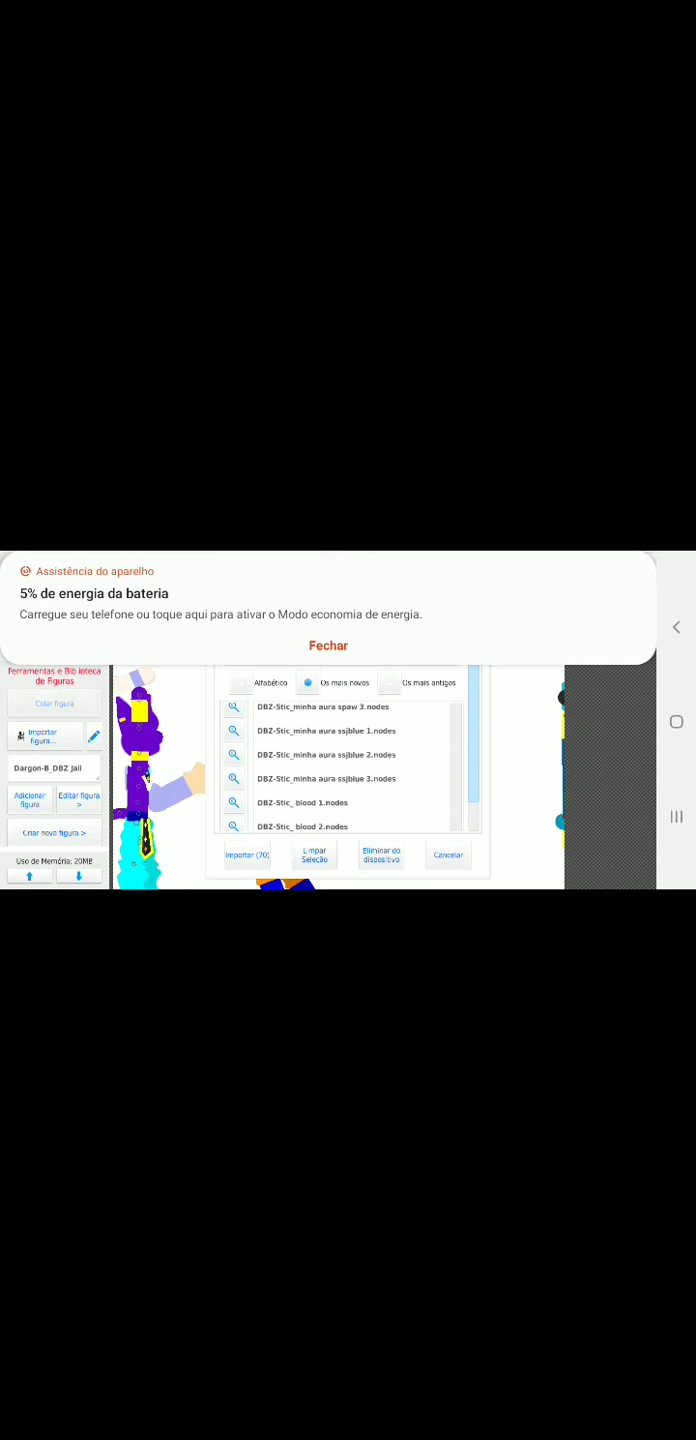 Assistência do aparelho
5% de energia da bateria
Carregue seu telefone ou toque aqui para ativar o Modo economia de energia.
Fechar
Ferramentas e Biblioteca
de Figuras
Colar figura
Importar
figura...
Dargon-B_DBZ Jail
Adicionar
figura
Editar figura
>
Criar nova figura >
Uso de Memória: 20MB
Alfabético
Os mais novos
Os mais antigos
DBZ-Stic_minha aura spaw 3.nodes
DBZ-Stic_minha aura ssjblue 1.nodes
DBZ-Stic_minha aura ssjblue 2.nodes
DBZ-Stic_minha aura ssjblue 3.nodes
DBZ-Stic_ blood 1.nodes
DBZ-Stic_ blood 2.nodes
Importar (70)
Limpar
Seleção
Eliminar do
dispositivo
Cancelar